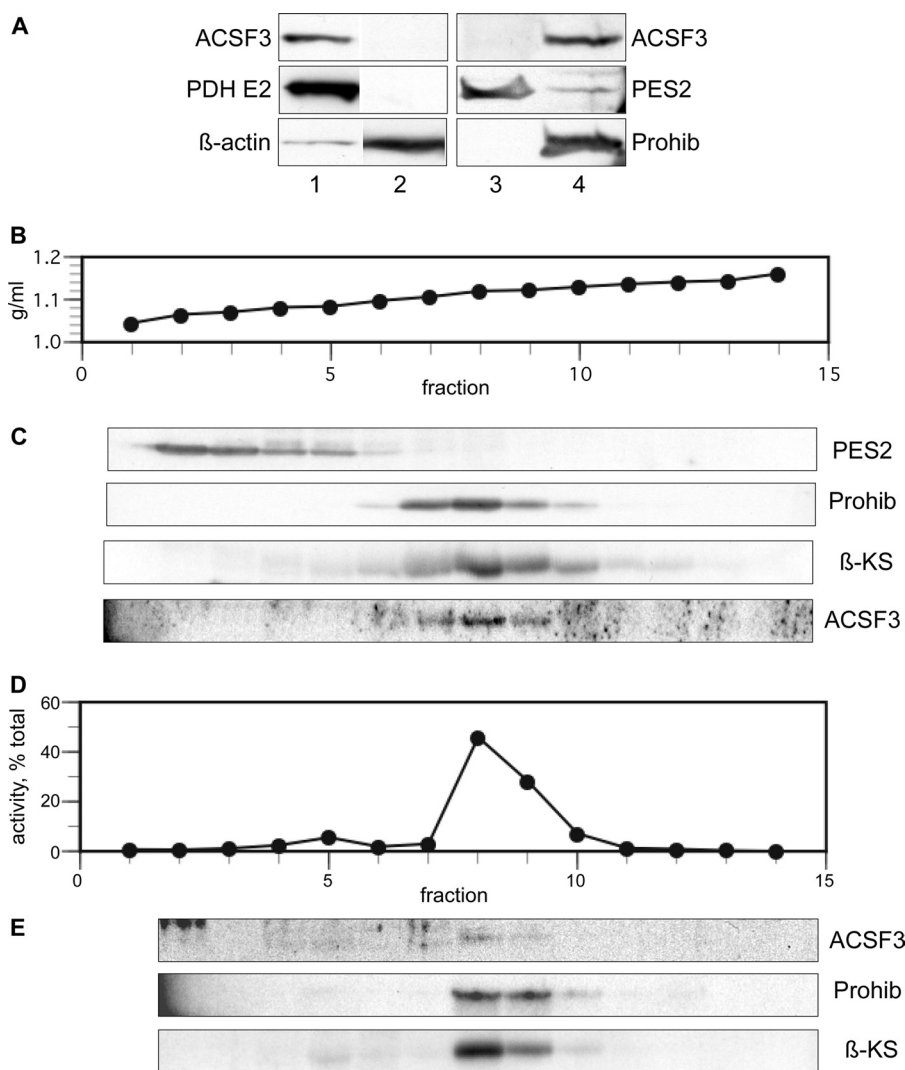 A
ACSF3 ACSF3
PDH E2 PES2
ß-actin Prohib
1 2 3 4
B
1.2
1.1
1.0
g/ml
0 5 10 15
fraction
C
PES2
Prohib
ß-KS
ACSF3
D
60
40
20
0
activity, % total
0 5 10 15
fraction
E
ACSF3
Prohib
ß-KS